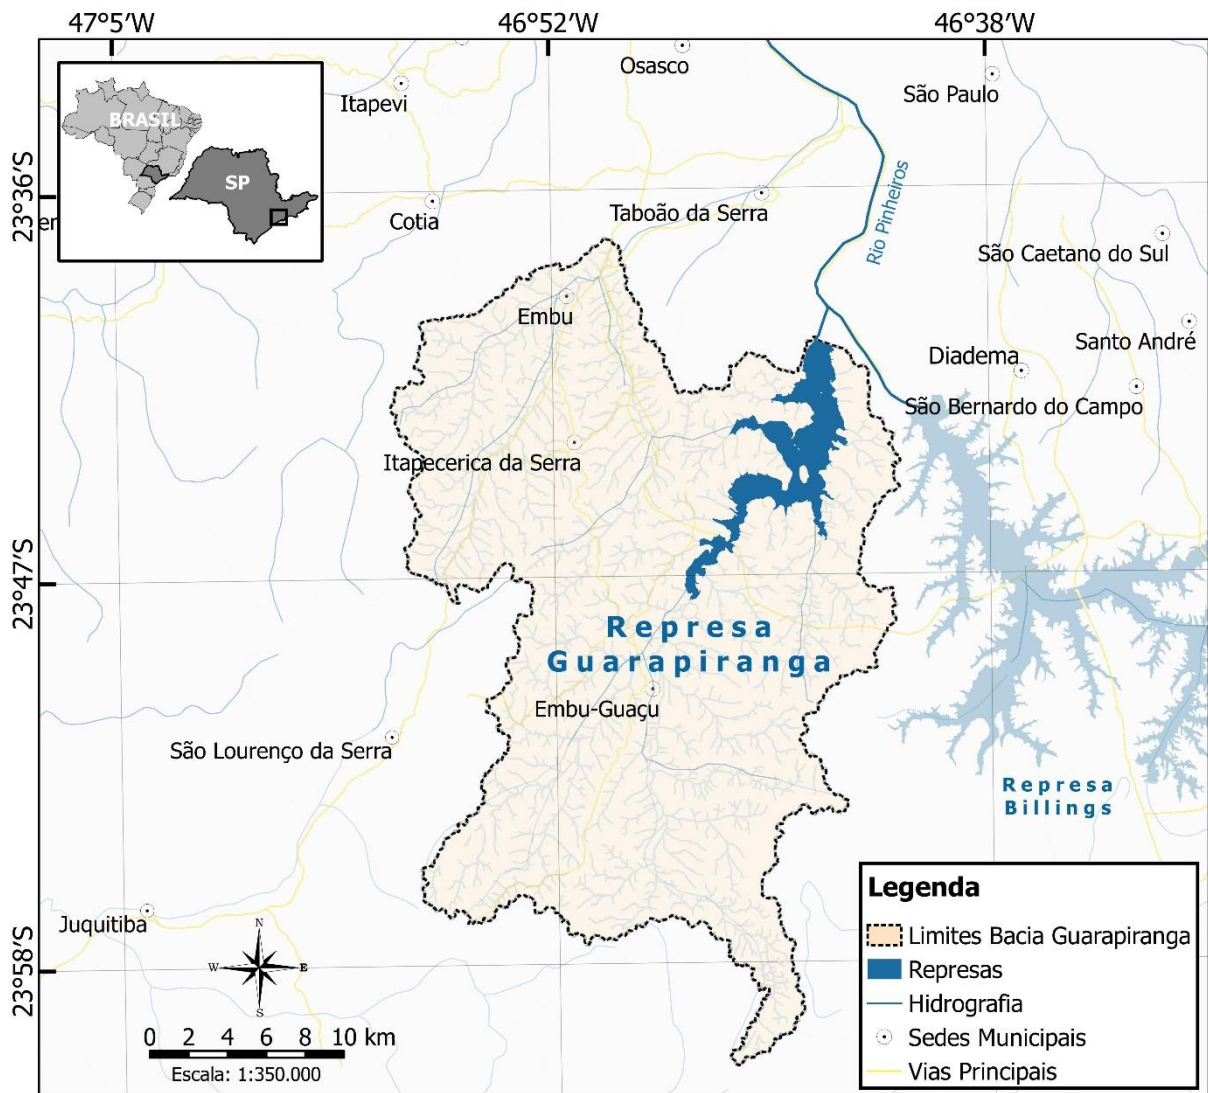 47°5′W
46°52′W
46°38′W
23°36′S
23°47′S
23°58′S
BRASIL
SP
Osasco
São Paulo
Itapevi
Taboão da Serra
Cotia
er
Rio Pinheiros
São Caetano do Sul
Embu
Santo André
Diadema
São Bernardo do Campo
Itapecerica da Serra
Represa
Guarapiranga
Embu-Guaçu
São Lourenço da Serra
Represa
Billings
Juquitiba
N
W
E
S
0 2 4 6 8 10 km
Escala: 1:350.000
Legenda
Limites Bacia Guarapiranga
Represas
Hidrografia
Sedes Municipais
Vias Principais